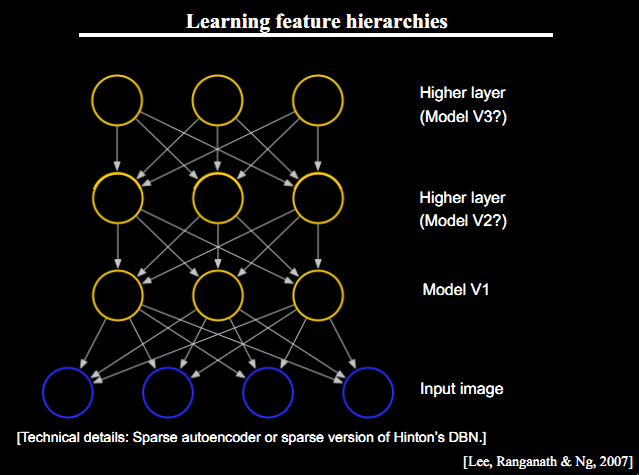 Learning feature hierarchies
Higher layer
(Model V3?)
Higher layer
(Model V2?)
Model V1
Input image
[Technical details: Sparse autoencoder or sparse version of Hinton's DBN.]
[Lee, Ranganath & Ng, 2007]